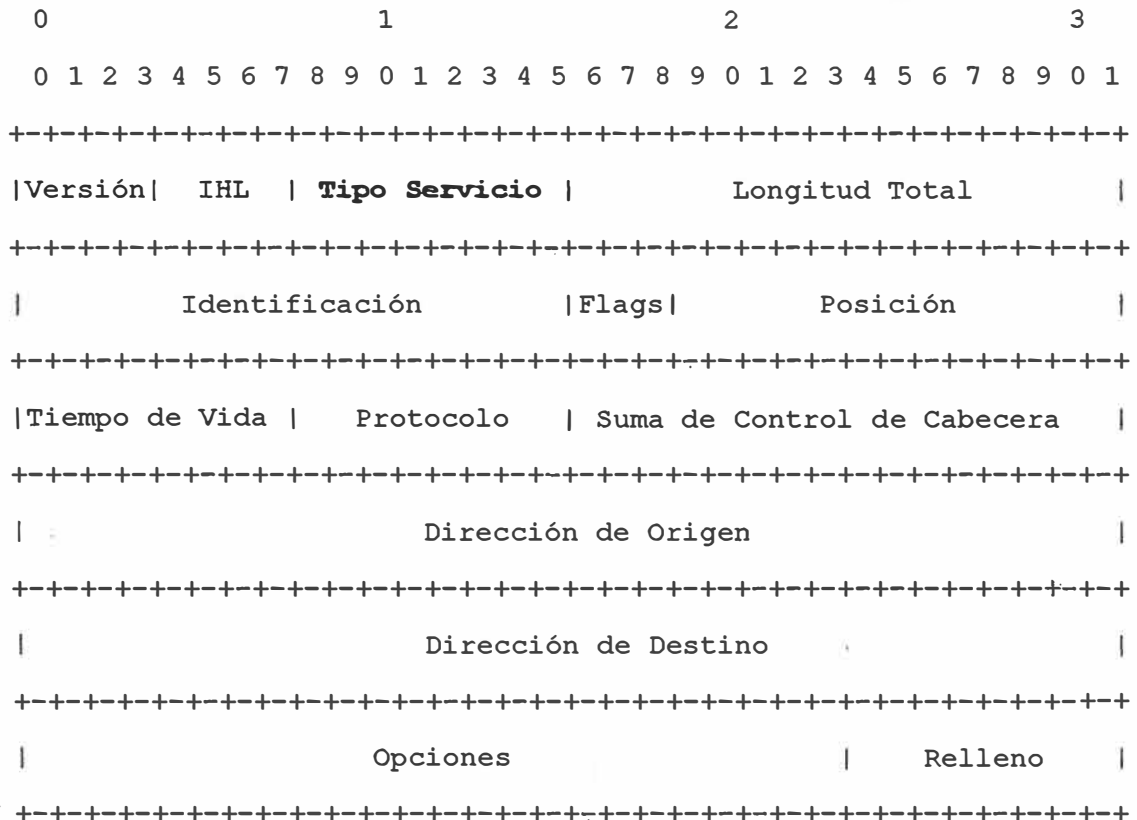 0 1 2 3
0 1 2 3 4 5 6 7 8 9 0 1 2 3 4 5 6 7 8 9 0 1 2 3 4 5 6 7 8 9 0 1
+-+-+-+-+-+-+-+-+-+-+-+-+-+-+-+-+-+-+-+-+-+-+-+-+-+-+-+-+-+-+-+-+
|Versión| IHL | Tipo Servicio | Longitud Total |
+-+-+-+-+-+-+-+-+-+-+-+-+-+-+-+-+-+-+-+-+-+-+-+-+-+-+-+-+-+-+-+-+
| Identificación |Flags| Posición |
+-+-+-+-+-+-+-+-+-+-+-+-+-+-+-+-+-+-+-+-+-+-+-+-+-+-+-+-+-+-+-+-+
|Tiempo de Vida | Protocolo | Suma de Control de Cabecera |
+-+-+-+-+-+-+-+-+-+-+-+-+-+-+-+-+-+-+-+-+-+-+-+-+-+-+-+-+-+-+-+-+
| Dirección de Origen |
+-+-+-+-+-+-+-+-+-+-+-+-+-+-+-+-+-+-+-+-+-+-+-+-+-+-+-+-+-+-+-+-+
| Dirección de Destino |
+-+-+-+-+-+-+-+-+-+-+-+-+-+-+-+-+-+-+-+-+-+-+-+-+-+-+-+-+-+-+-+-+
| Opciones | Relleno |
+-+-+-+-+-+-+-+-+-+-+-+-+-+-+-+-+-+-+-+-+-+-+-+-+-+-+-+-+-+-+-+-+